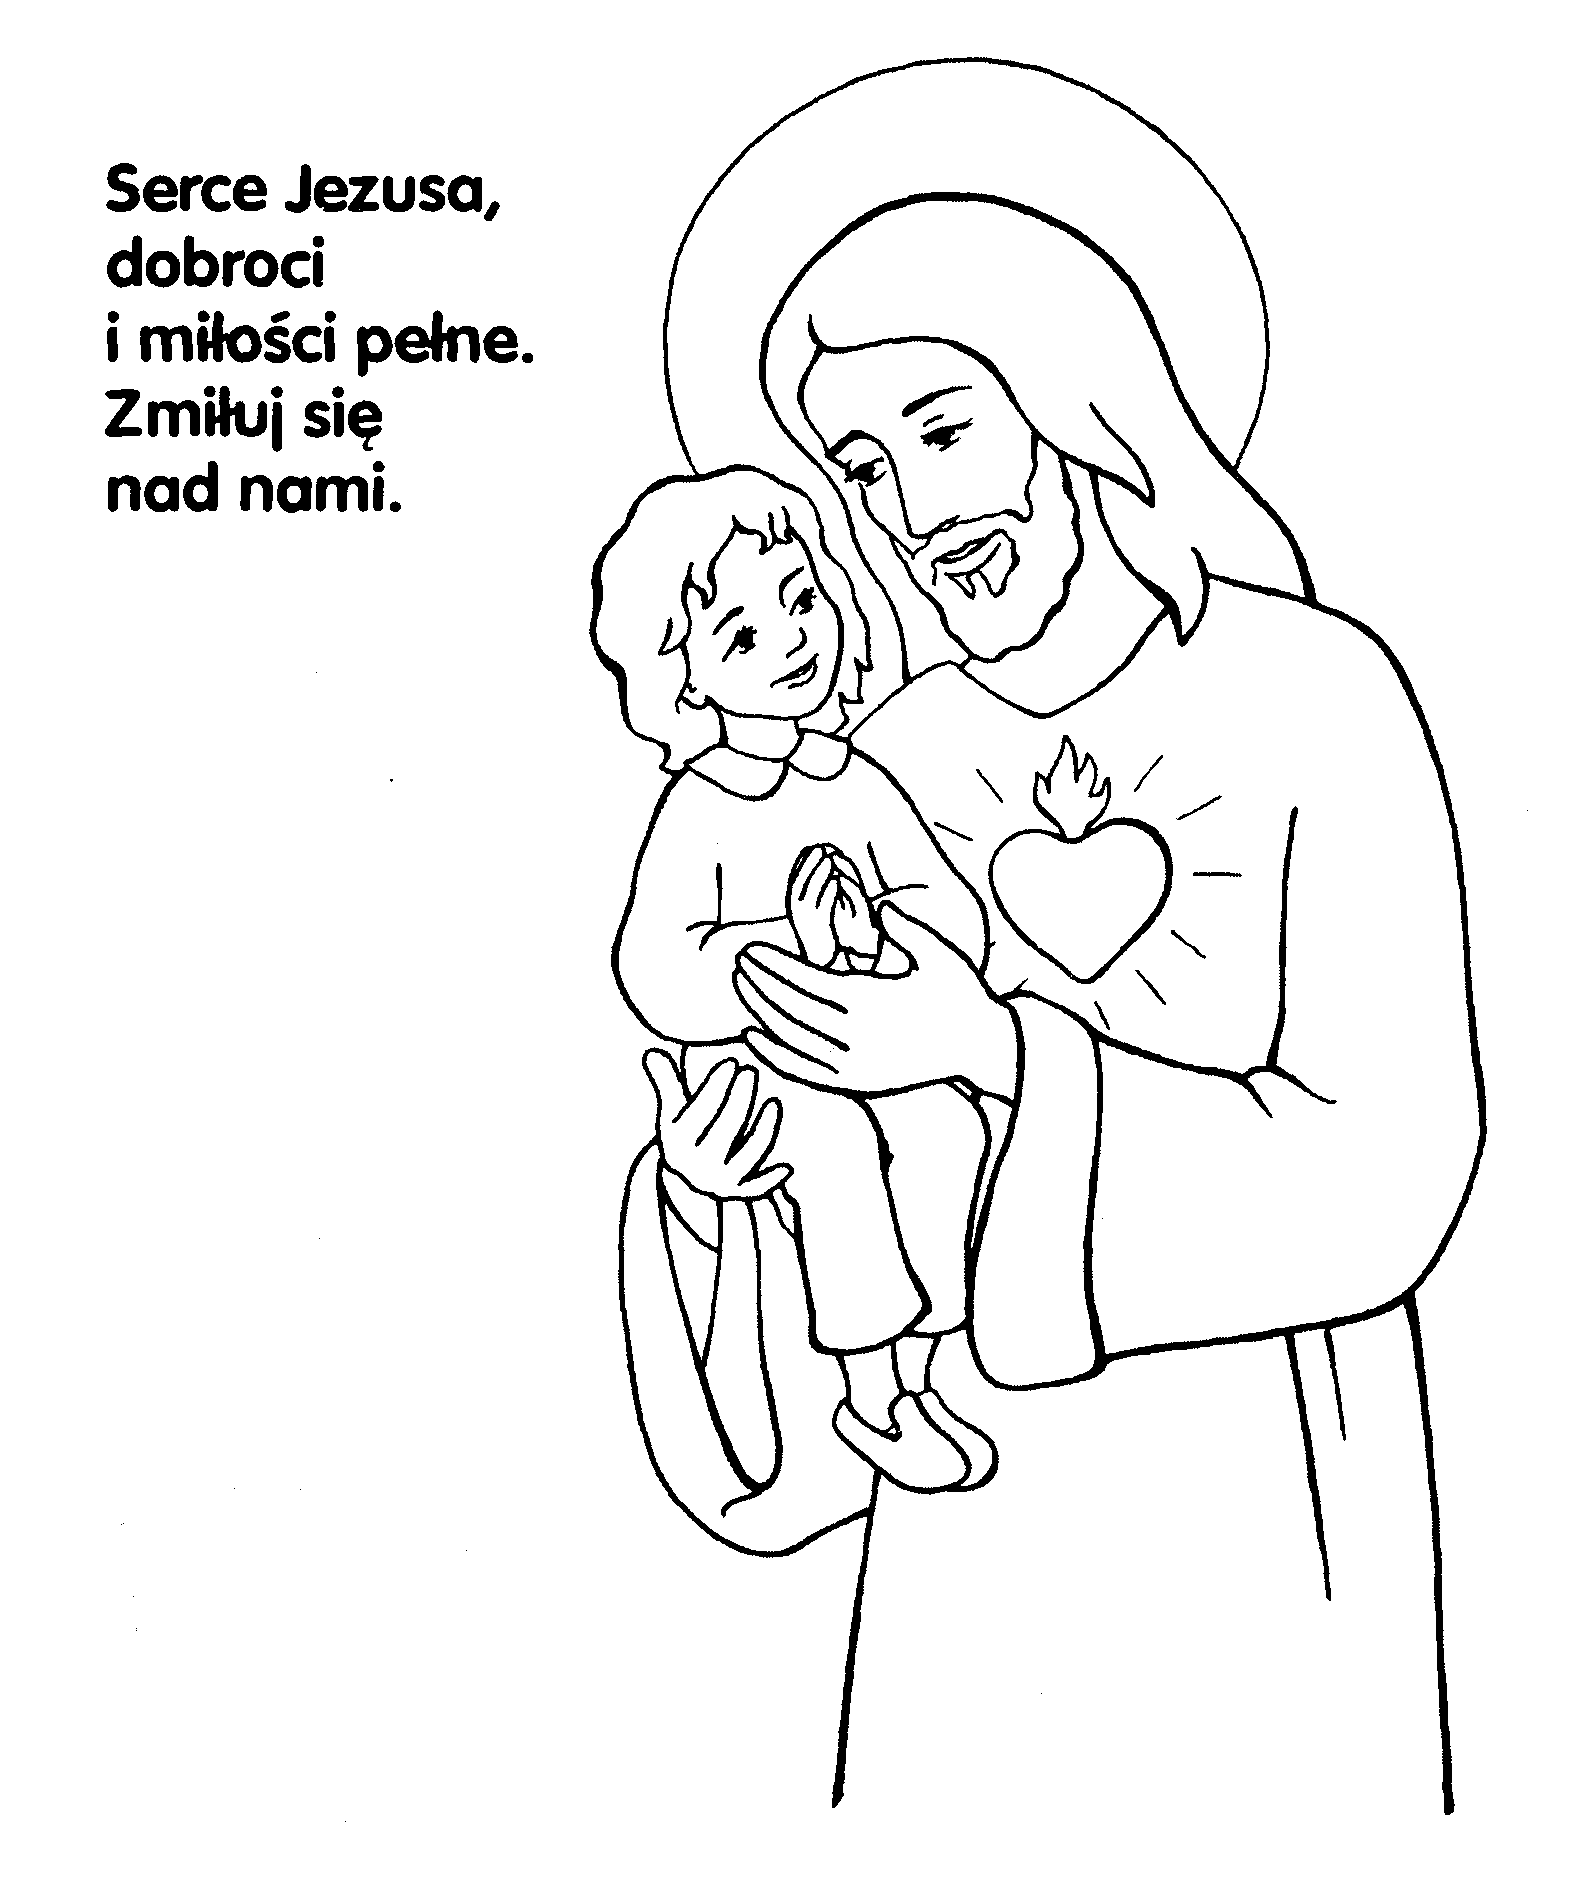 Serce Jezusa,
dobroci
i miłości pełne.
Zmiłuj się
nad nami.